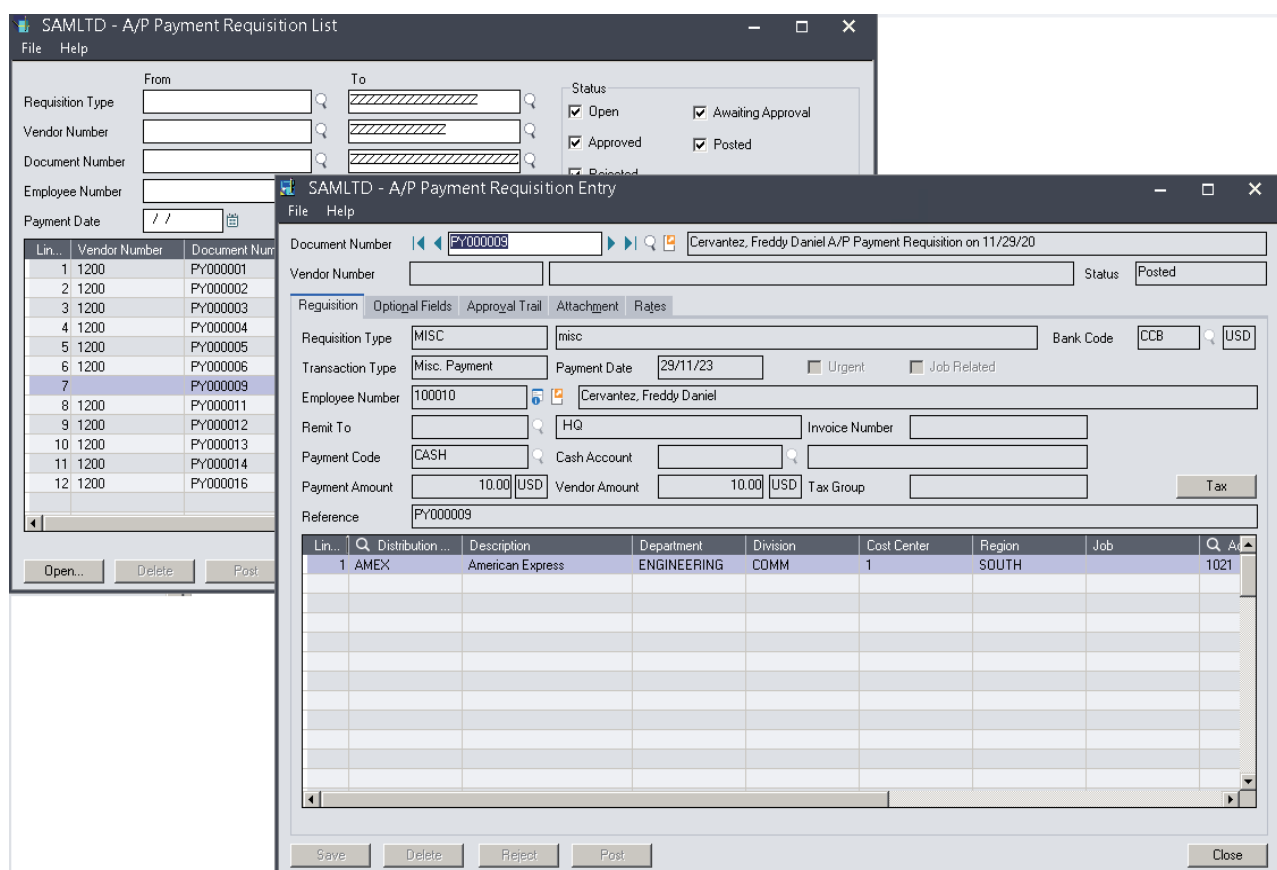 SAMLTD - A/P Payment Requisition List
File Help
From To
Requisition Type ZZZZZZZZZZZZ
Vendor Number ZZZZZZZZZ
Document Number
Employee Number
Payment Date / /
Status
Open Awaiting Approval
Approved Posted
Rejected
Lin... Vendor Number Document Num
1 1200 PY000001
2 1200 PY000002
3 1200 PY000003
4 1200 PY000004
5 1200 PY000005
6 1200 PY000006
7 PY000009
8 1200 PY000011
9 1200 PY000012
10 1200 PY000013
11 1200 PY000014
12 1200 PY000016
Open... Delete Post
SAMLTD - A/P Payment Requisition Entry
File Help
Document Number PY000009 Cervantez, Freddy Daniel A/P Payment Requisition on 11/29/20
Vendor Number Status Posted
Requisition Optional Fields Approval Trail Attachment Rates
Requisition Type MISC misc Bank Code CCB USD
Transaction Type Misc. Payment Payment Date 29/11/23 Urgent Job Related
Employee Number 100010 Cervantez, Freddy Daniel
Remit To HQ Invoice Number
Payment Code CASH Cash Account
Payment Amount 10.00 USD Vendor Amount 10.00 USD Tax Group Tax
Reference PY000009
Lin... Distribution ... Description Department Division Cost Center Region Job
1 AMEX American Express ENGINEERING COMM 1 SOUTH 1021
Save Delete Reject Post Close